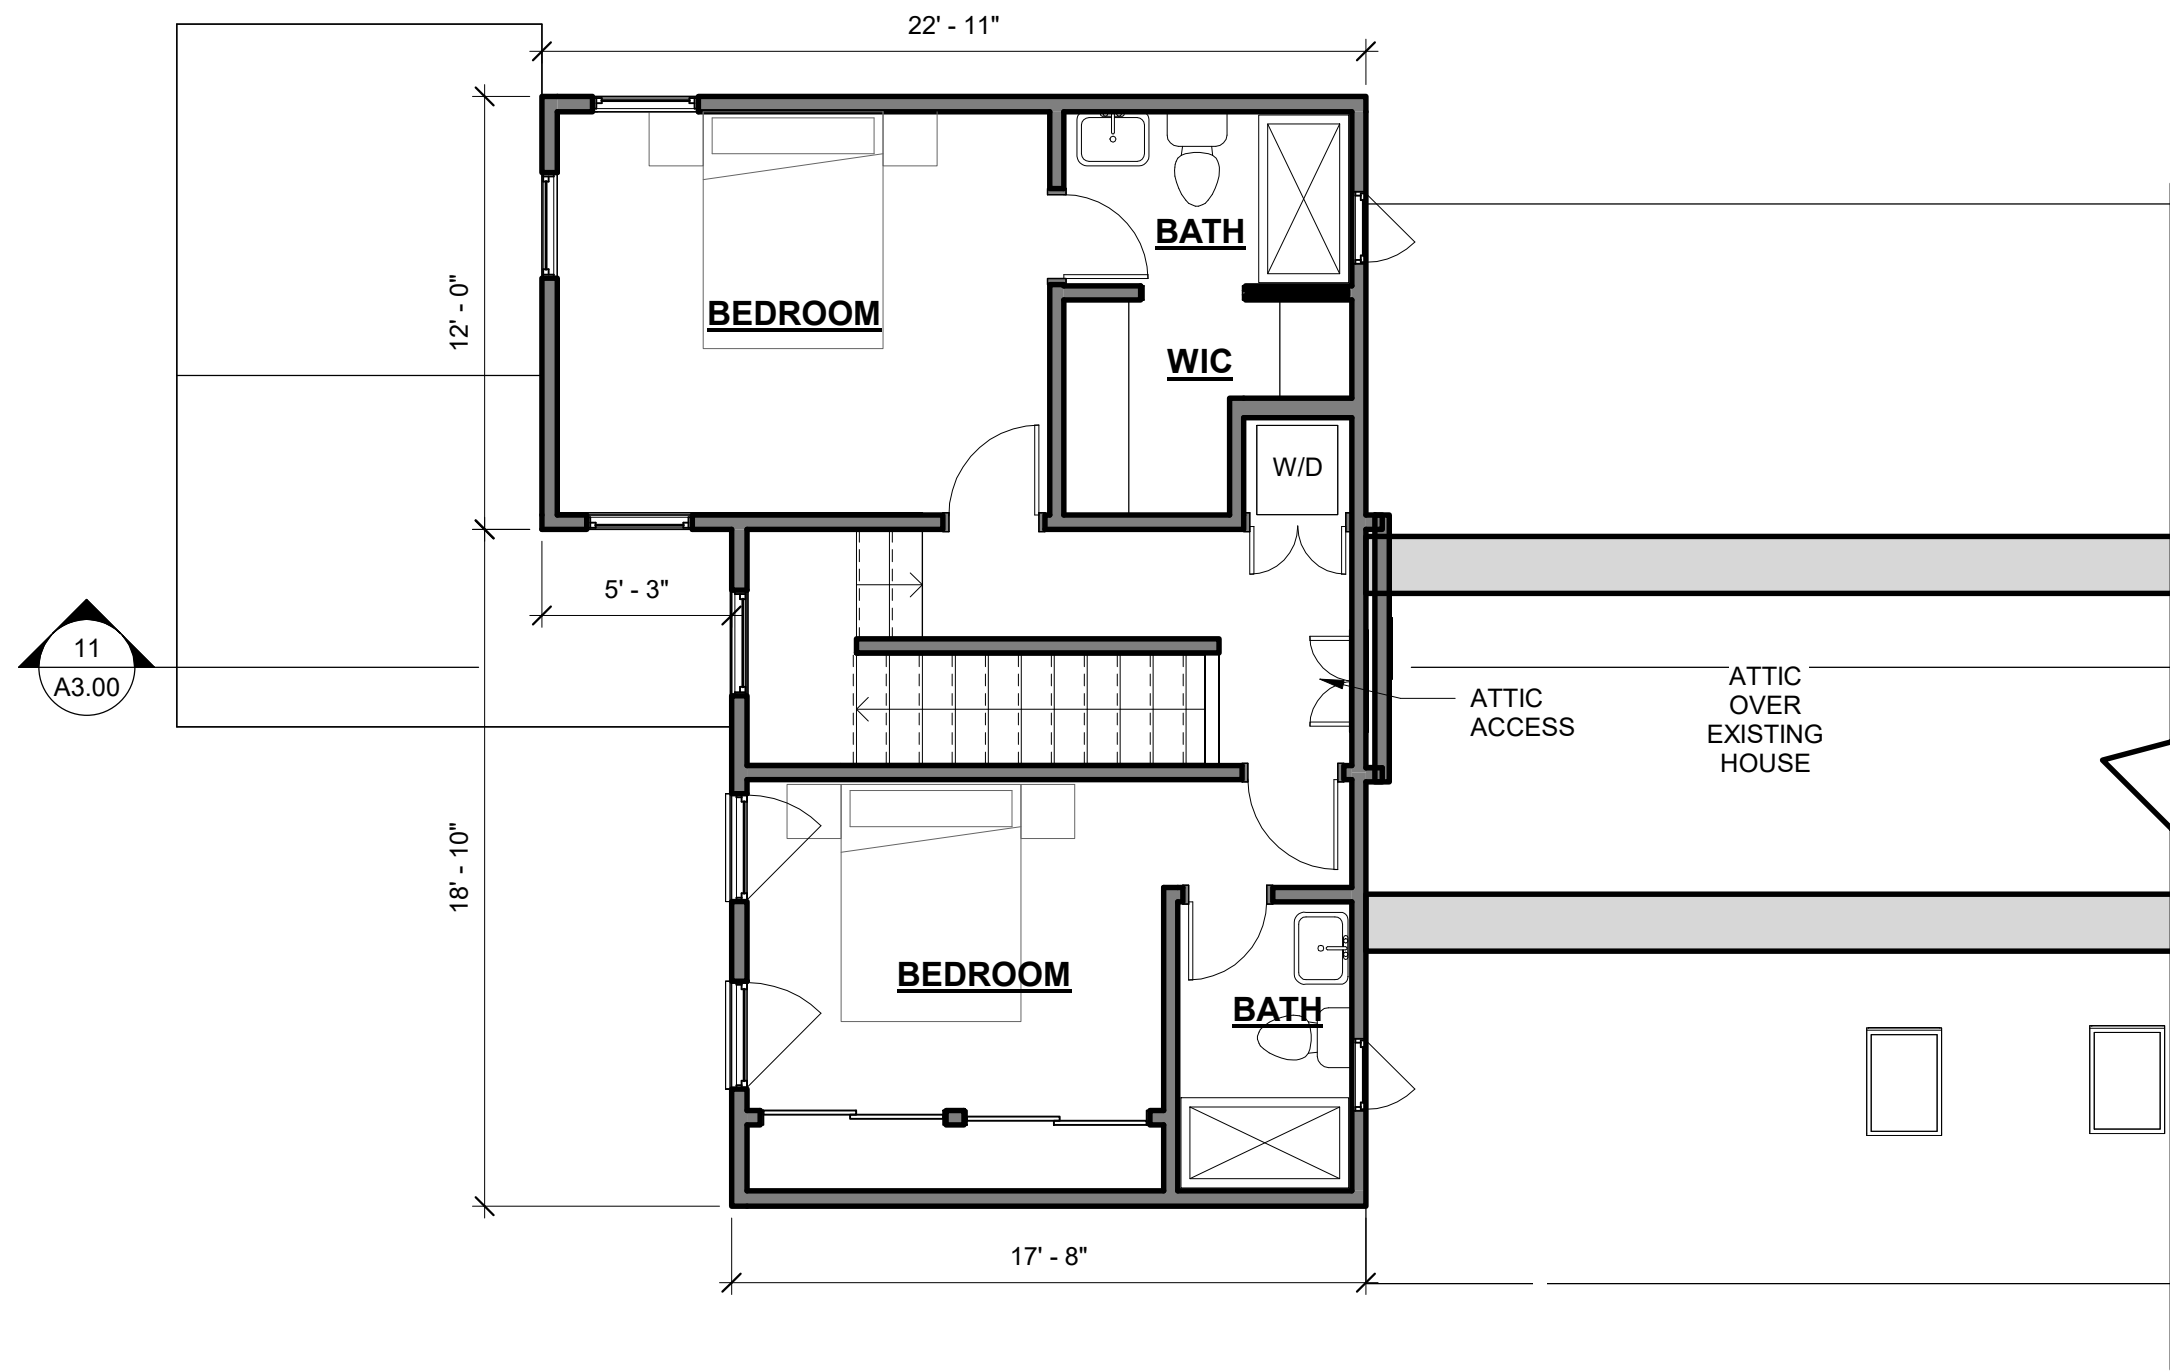 22' - 11"
BATH
12' - 0"
BEDROOM
WIC
W/D
5' - 3"
11
A3.00
ATTIC
ACCESS
ATTIC
OVER
EXISTING
HOUSE
18' - 10"
BEDROOM
BATH
17' - 8"